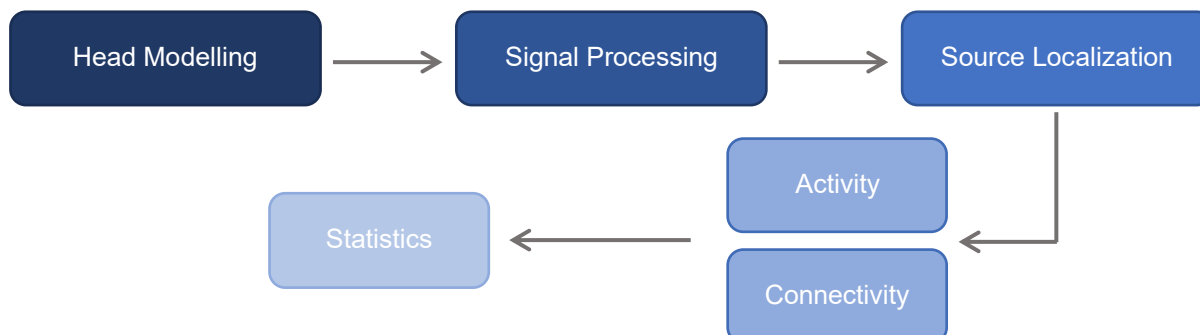 Head Modelling
Signal Processing
Source Localization
Activity
Statistics
Connectivity